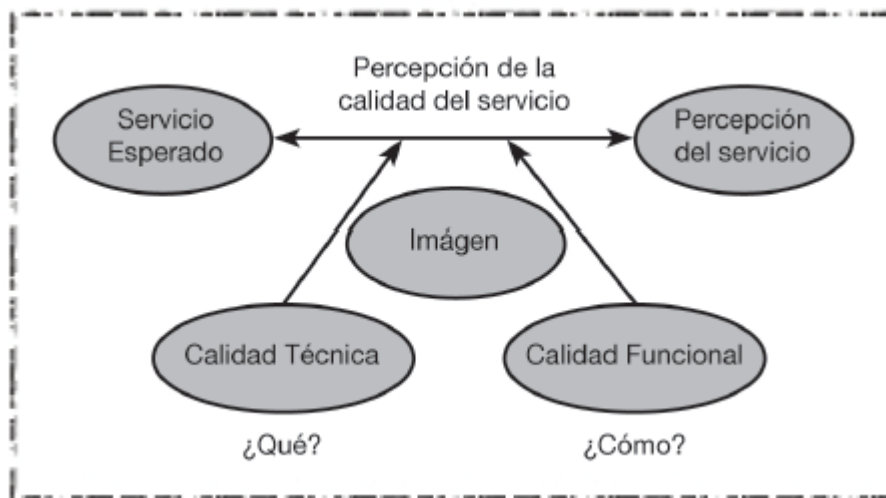 Percepción de la
calidad del servicio
Servicio
Esperado
Percepción
del servicio
Imágen
Calidad Técnica
Calidad Funcional
¿Qué?
¿Cómo?